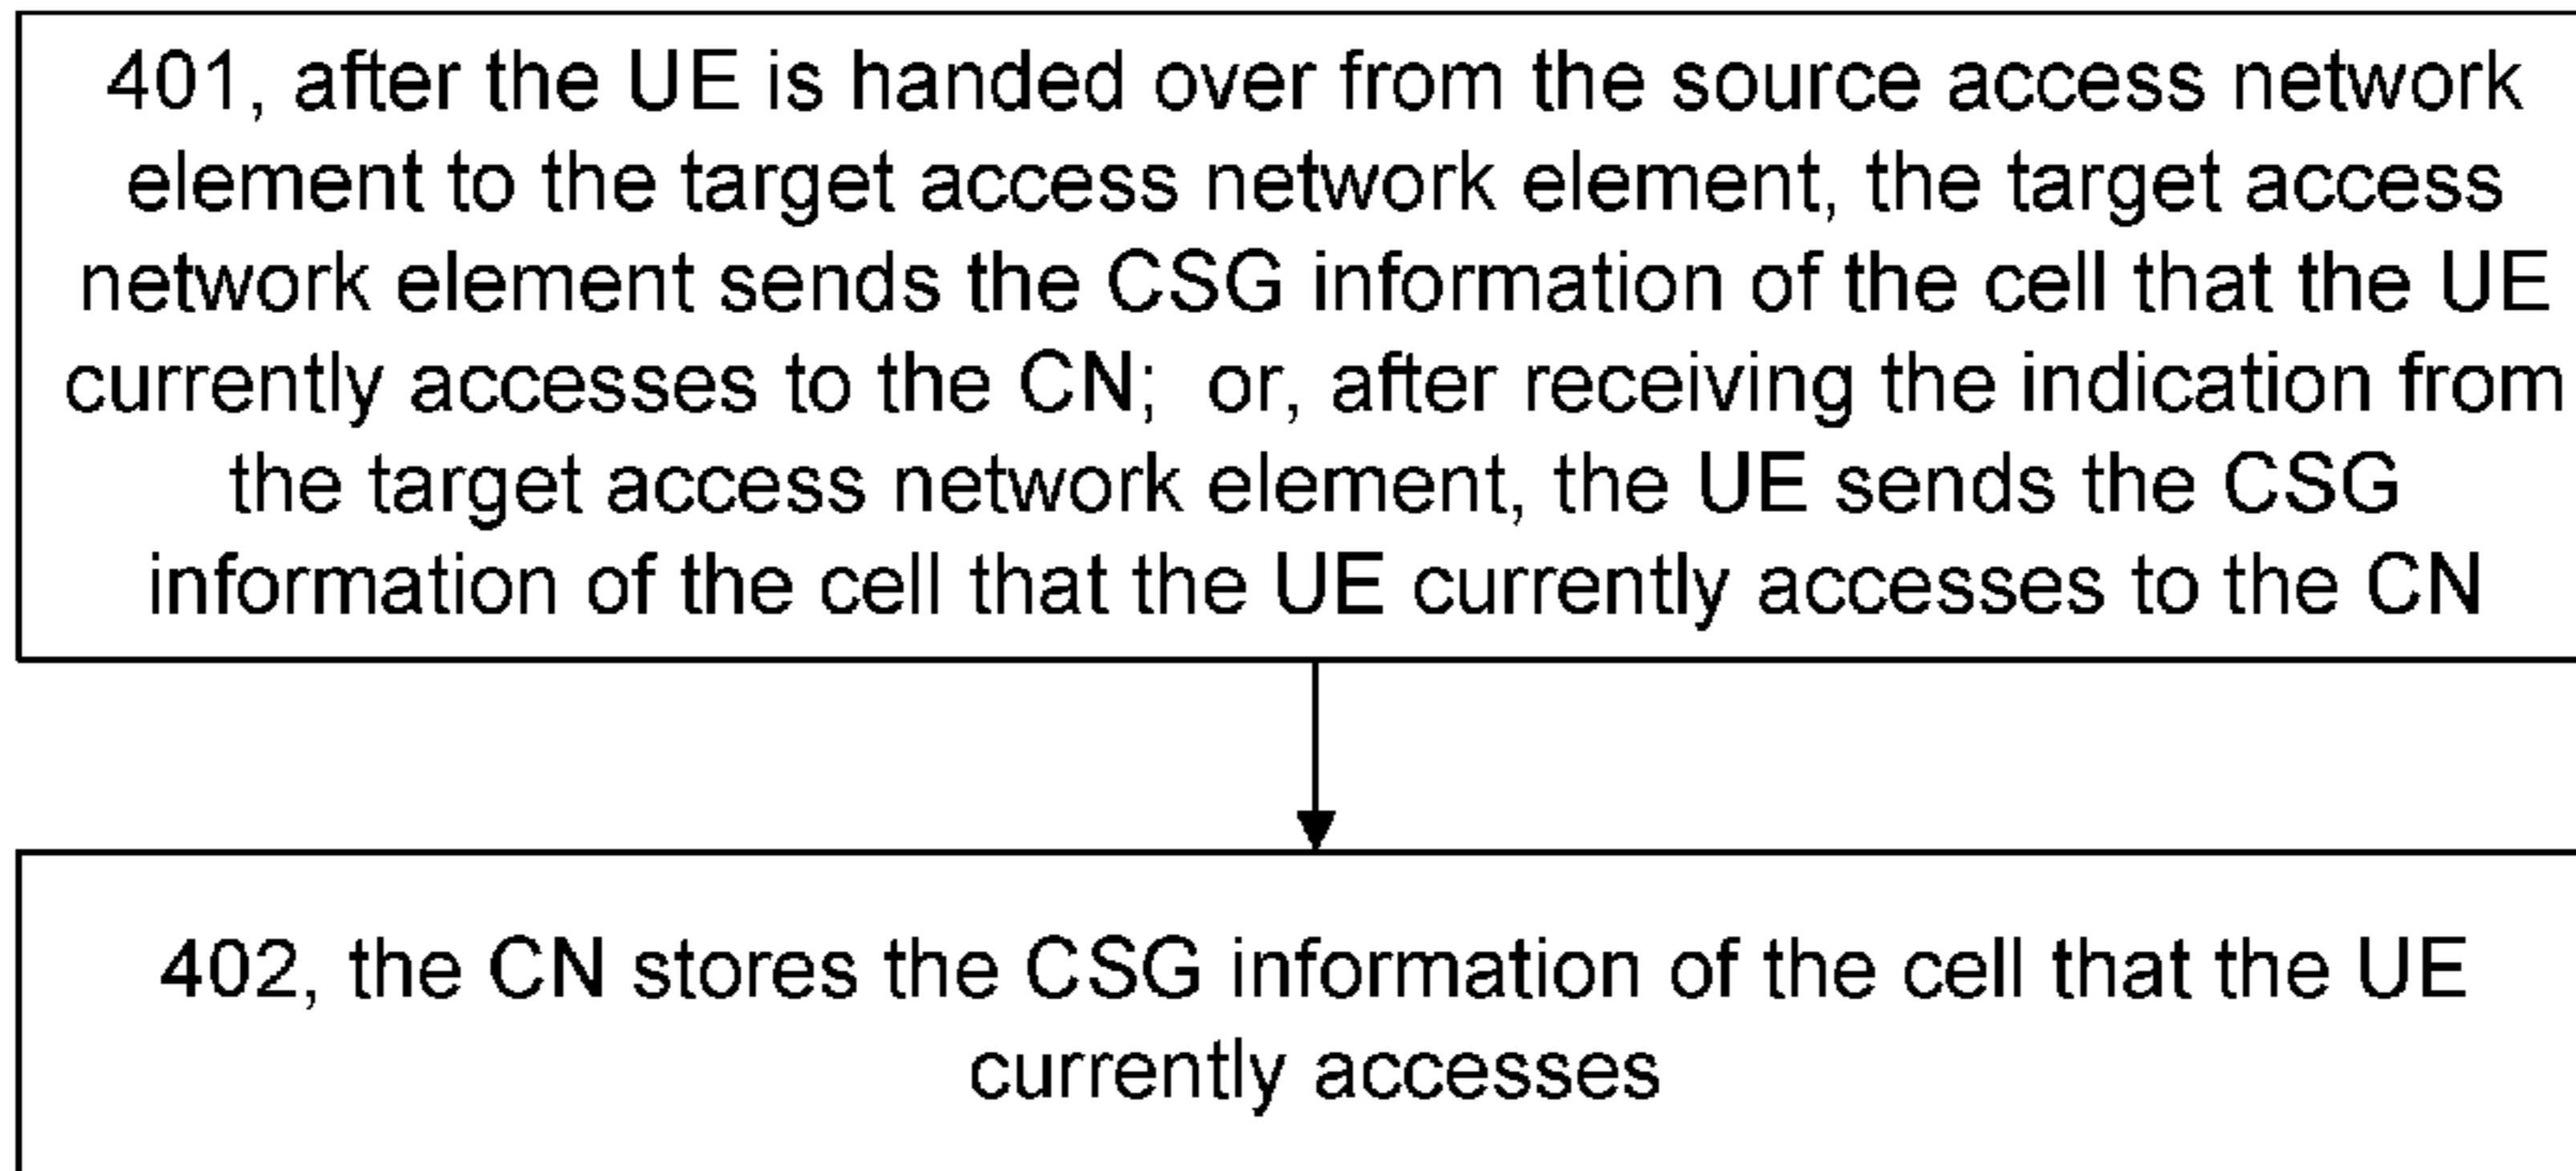 401, after the UE is handed over from the source access network
element to the target access network element, the target access
network element sends the CSG information of the cell that the UE
currently accesses to the CN;  or, after receiving the indication from
the target access network element, the UE sends the CSG
information of the cell that the UE currently accesses to the CN
402, the CN stores the CSG information of the cell that the UE
currently accesses